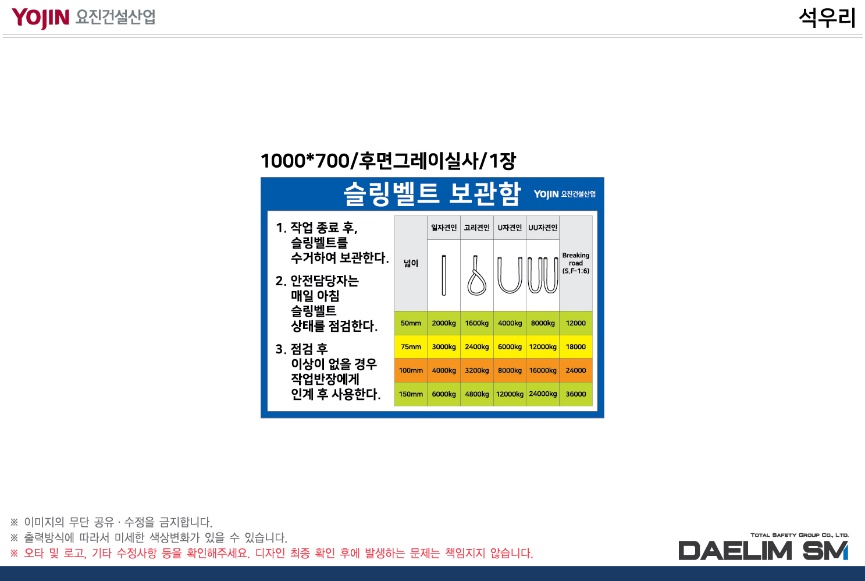 YOJIN 요진건설산업
석우리
1000*700/후면그레이실사/1장
슬링벨트 보관함
YOJIN 요진건설산업
1. 작업 종료 후,
슬링벨트를
수거하여 보관한다.
2. 안전담당자는
매일 아침
슬링벨트
상태를 점검한다.
3. 점검 후
이상이 없을 경우
작업반장에게
인계 후 사용한다.
넓이 일자견인 고리견인 U자견인 UU자견인 Breaking
road
(S,F-1:6)
50mm 2000kg 1600kg 4000kg 8000kg 12000
75mm 3000kg 2400kg 6000kg 12000kg 18000
100mm 4000kg 3200kg 8000kg 16000kg 24000
150mm 6000kg 4800kg 12000kg 24000kg 36000
※ 이미지의 무단 공유 · 수정을 금지합니다.
※ 출력방식에 따라서 미세한 색상변화가 있을 수 있습니다.
※ 오타 및 로고, 기타 수정사항 등을 확인해주세요. 디자인 최종 확인 후에 발생하는 문제는 책임지지 않습니다.
TOTAL SAFETY GROUP CO., LTD.
DAELIM SM